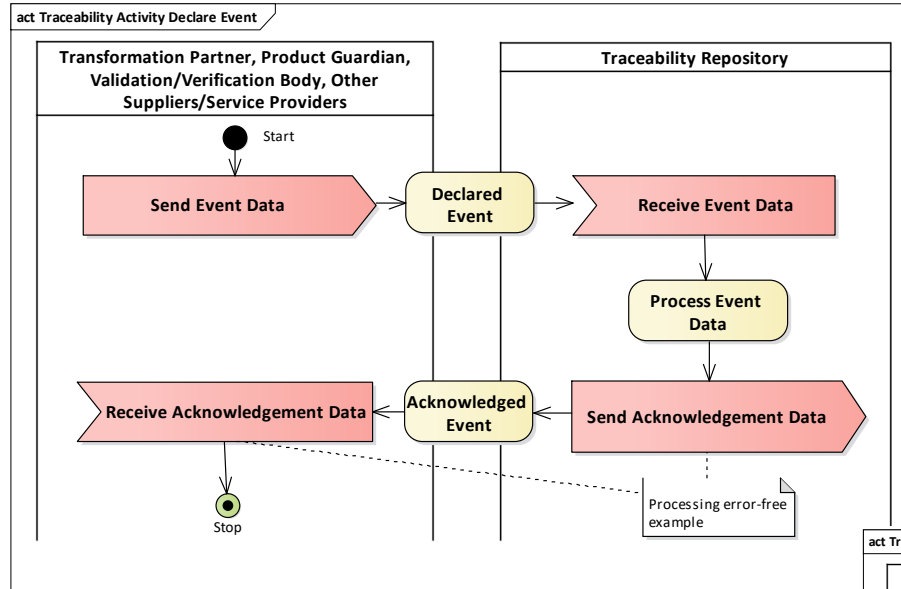 act Traceability Activity Declare Event
Transformation Partner, Product Guardian,
Validation/Verification Body, Other
Suppliers/Service Providers
Traceability Repository
Start
Send Event Data
Declared
Event
Receive Event Data
Process Event
Data
Receive Acknowledgement Data
Acknowledged
Event
Send Acknowledgement Data
Processing error-free
example
Stop
act Tr